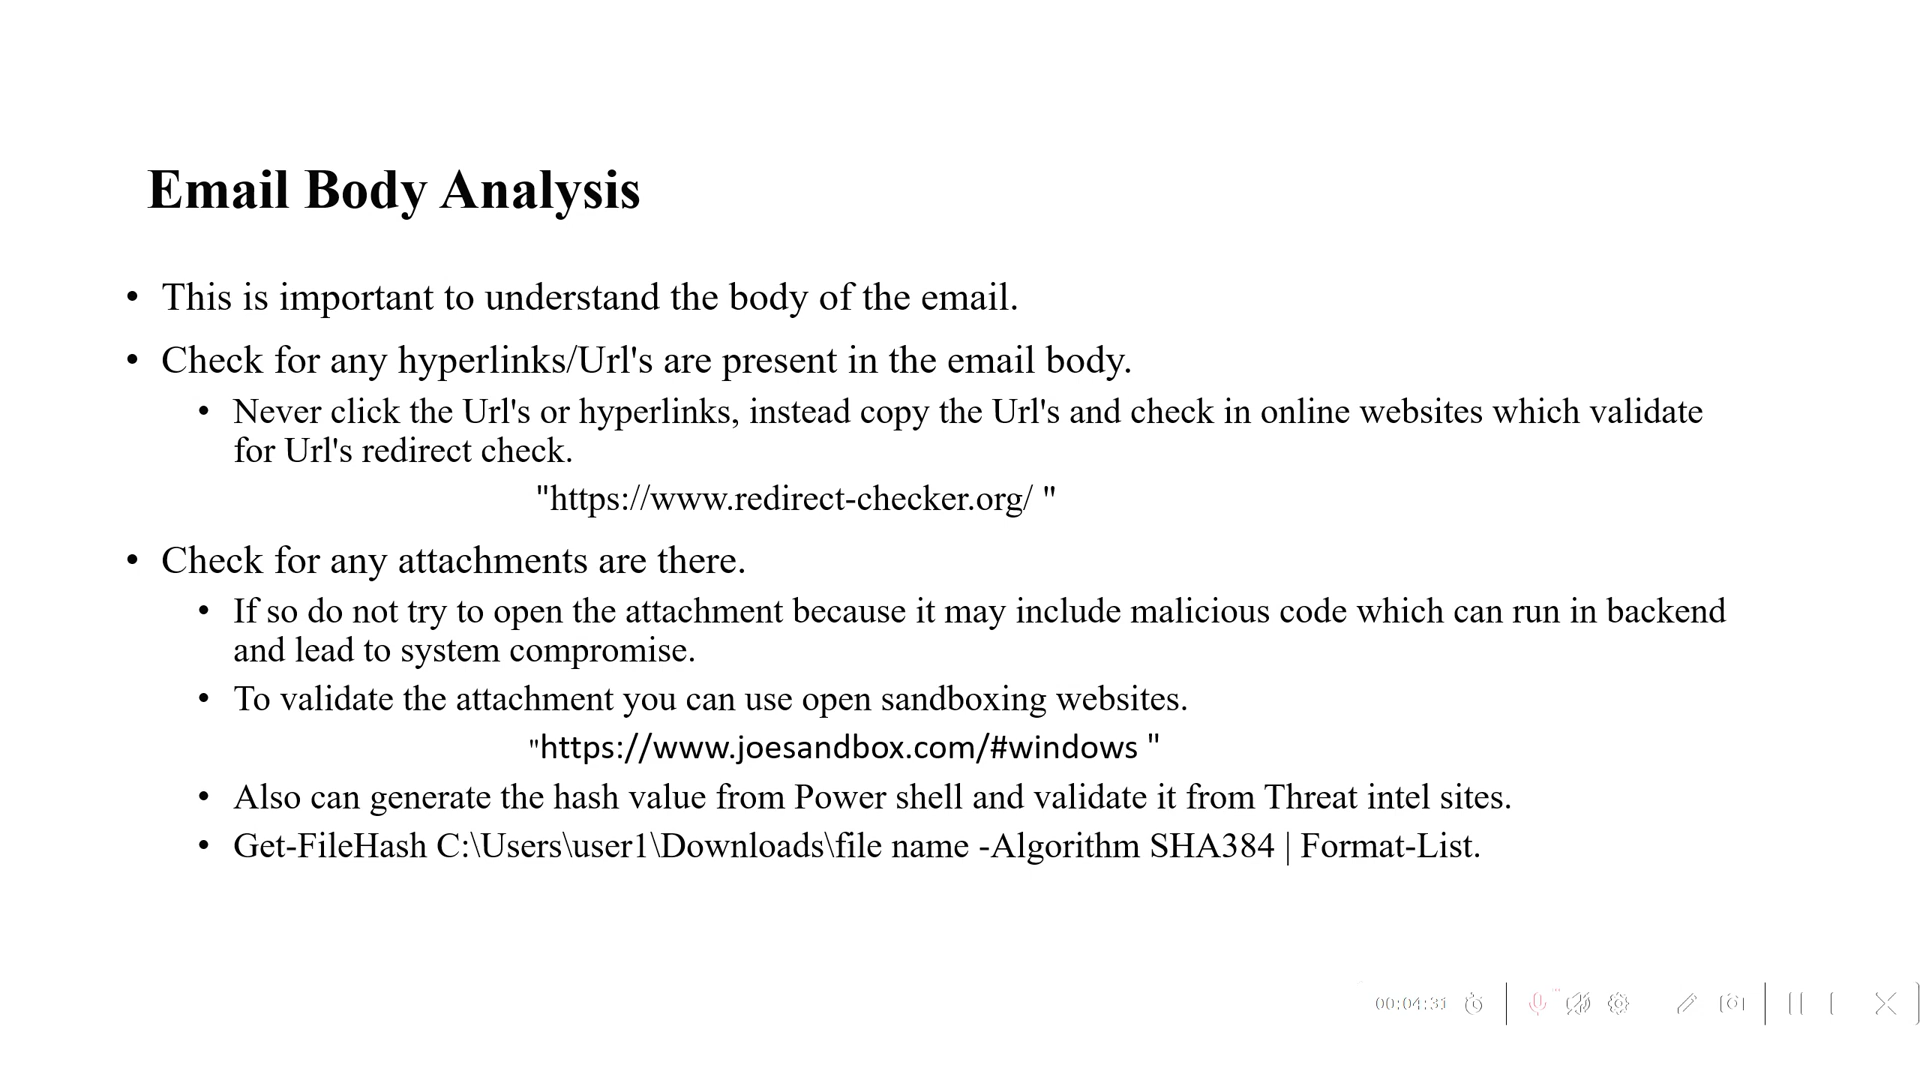 Email Body Analysis
• This is important to understand the body of the email.
• Check for any hyperlinks/Url's are present in the email body.
• Never click the Url's or hyperlinks, instead copy the Url's and check in online websites which validate
for Url's redirect check.
"https://www.redirect-checker.org/ "
• Check for any attachments are there.
• If so do not try to open the attachment because it may include malicious code which can run in backend
and lead to system compromise.
• To validate the attachment you can use open sandboxing websites.
"https://www.joesandbox.com/#windows "
• Also can generate the hash value from Power shell and validate it from Threat intel sites.
• Get-FileHash C:\Users\user1\Downloads\file name -Algorithm SHA384 | Format-List.
00:04:31